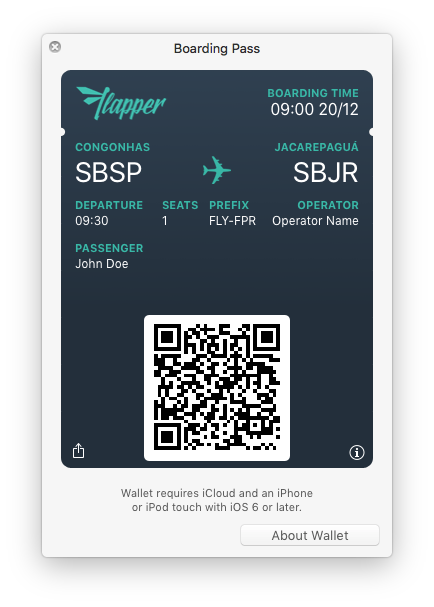 Boarding Pass
flapper
BOARDING TIME
09:00 20/12
CONGONHAS JACAREPAGUÁ
SBSP SBJR
DEPARTURE SEATS PREFIX OPERATOR
09:30 1 FLY-FPR Operator Name
PASSENGER
John Doe
Wallet requires iCloud and an iPhone
or iPod touch with iOS 6 or later.
About Wallet